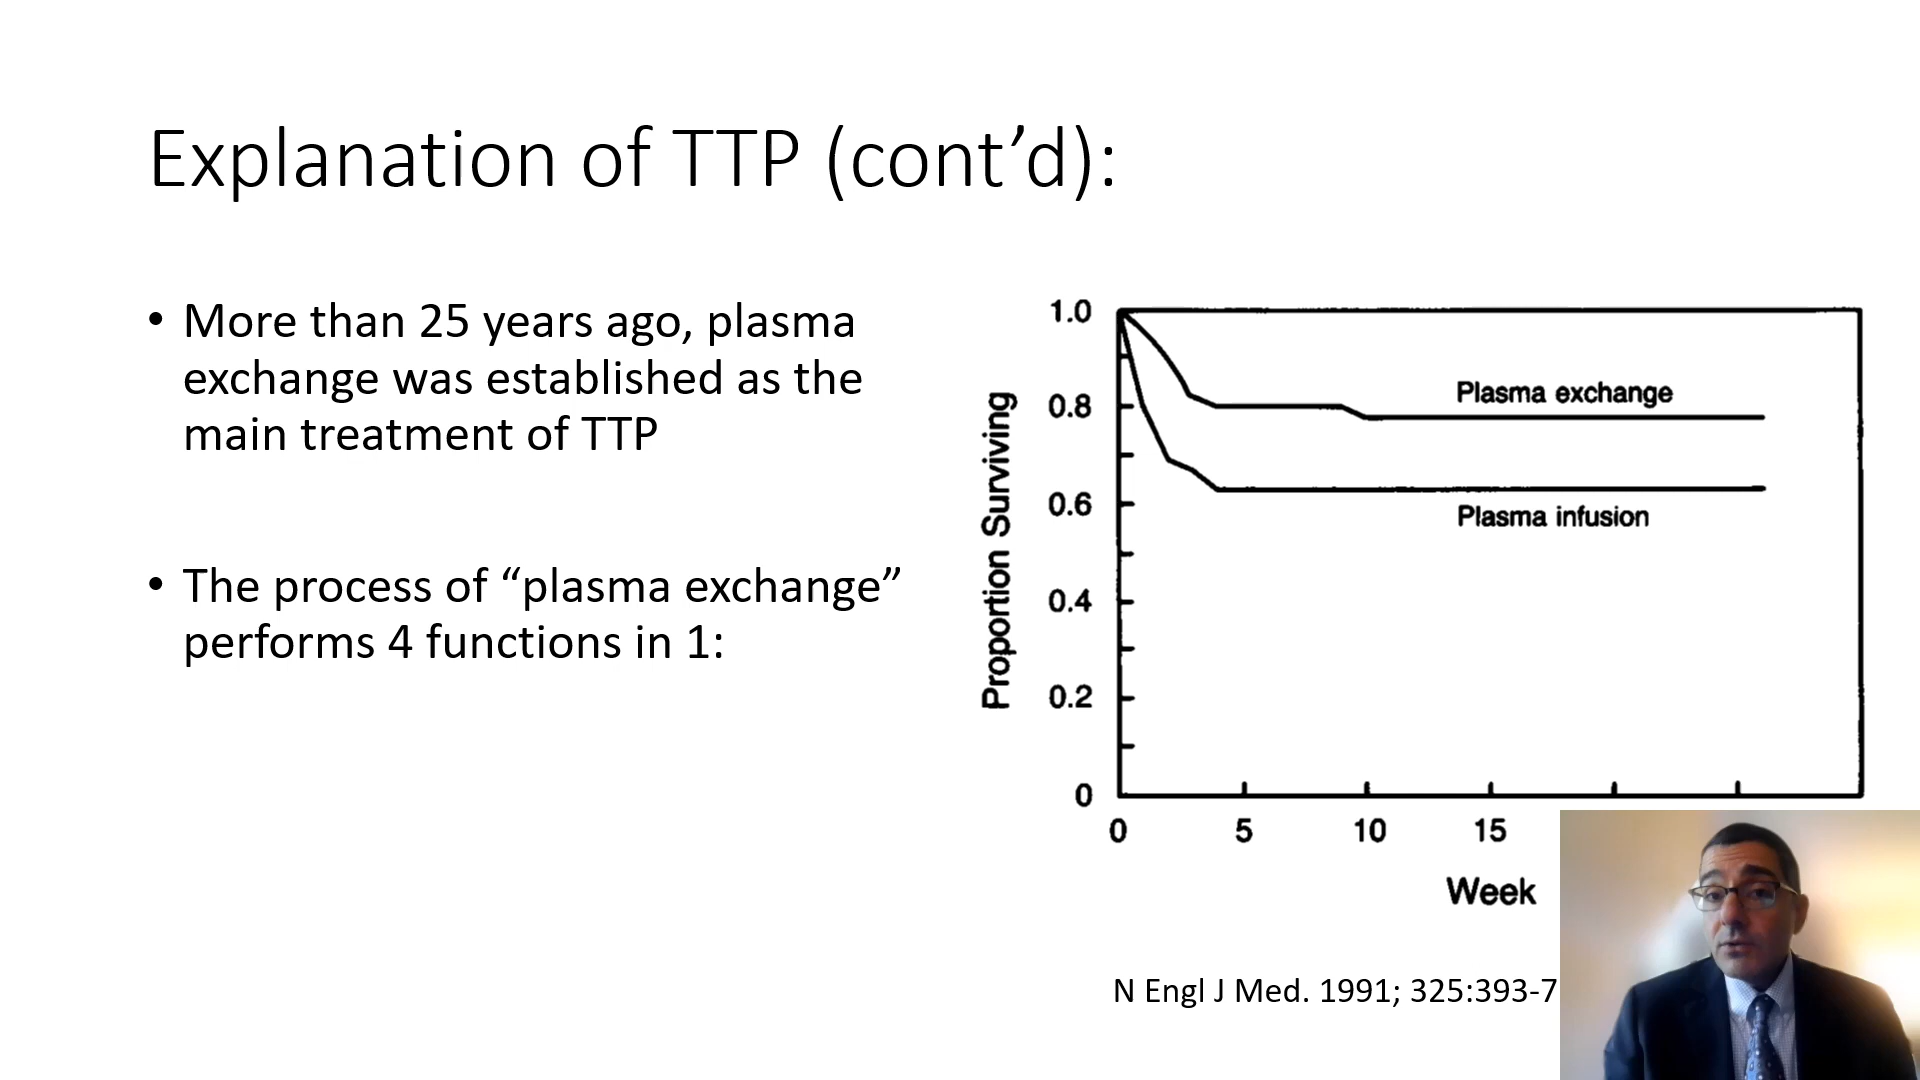 Explanation of TTP (cont’d):
• More than 25 years ago, plasma
exchange was established as the
main treatment of TTP
• The process of “plasma exchange”
performs 4 functions in 1:
1.0
0.8
0.6
0.4
0.2
0
Proportion Surviving
Plasma exchange
Plasma infusion
0 5 10 15
Week
N Engl J Med. 1991; 325:393-7